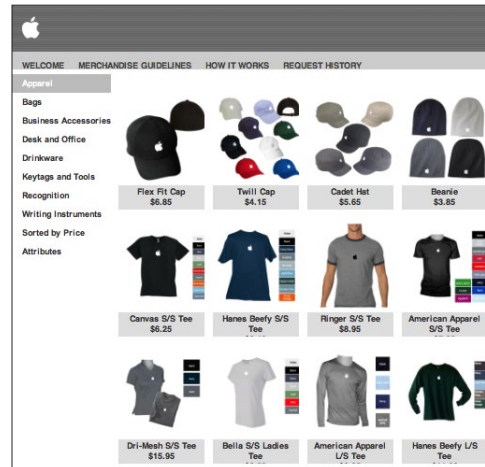 WELCOME MERCHANDISE GUIDELINES HOW IT WORKS REQUEST HISTORY
Apparel
Bags
Business Accessories
Desk and Office
Drinkware
Keytags and Tools
Recognition
Writing Instruments
Sorted by Price
Attributes
Flex Fit Cap
$6.85
Twill Cap
$4.15
Cadet Hat
$5.65
Beanie
$3.85
Canvas S/S Tee
$6.25
Hanes Beefy S/S
Tee
Ringer S/S Tee
$8.95
American Apparel
S/S Tee
Dri-Mesh S/S Tee
$15.95
Bella S/S Ladies
Tee
American Apparel
L/S Tee
Hanes Beefy L/S
Tee